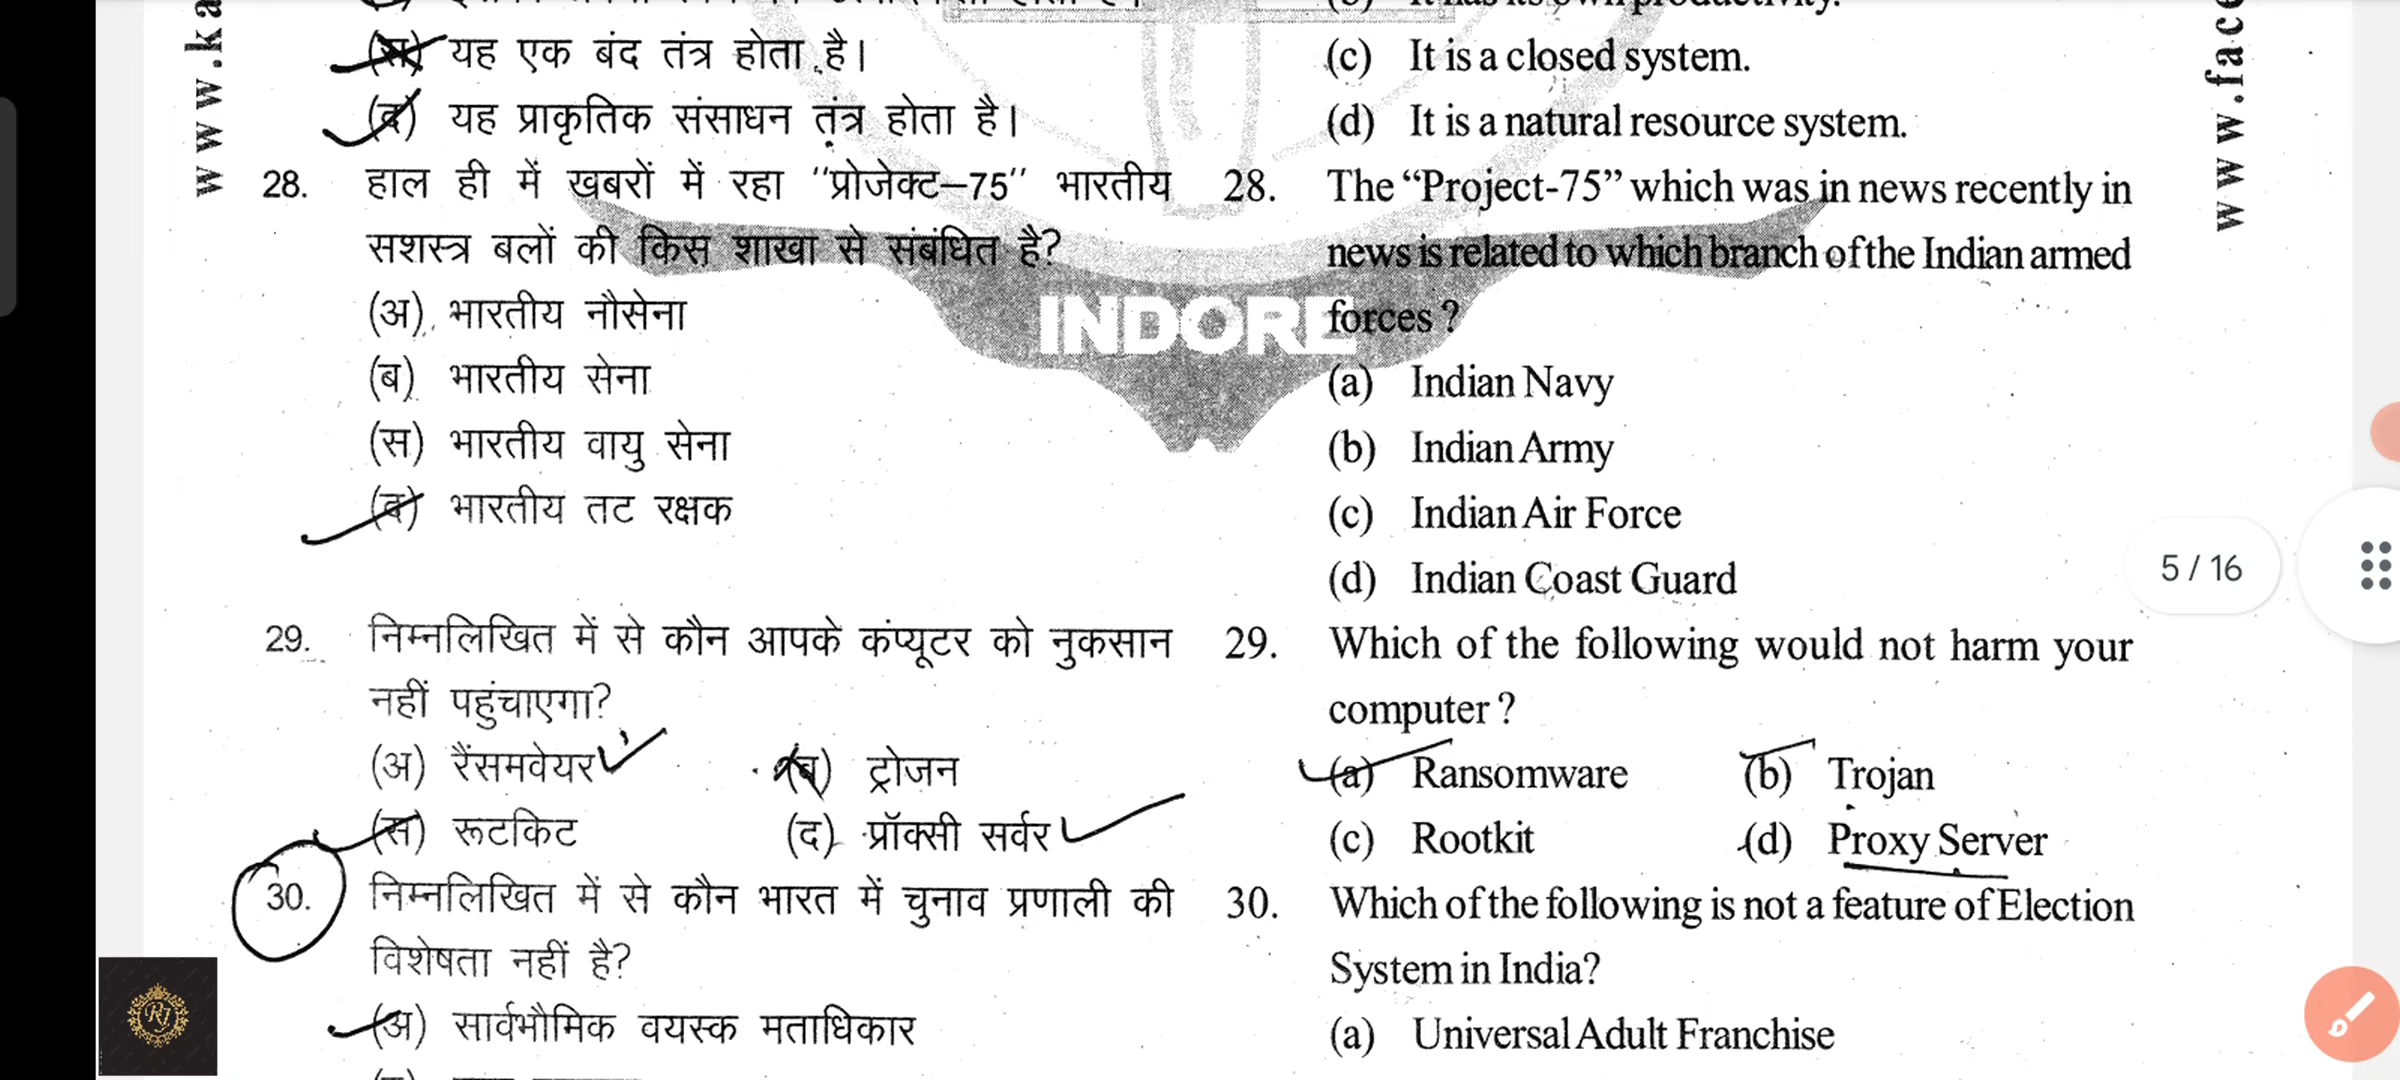 (स) यह एक बंद तंत्र होता है।
(द) यह प्राकृतिक संसाधन तंत्र होता है।
28. हाल ही में खबरों में रहा "प्रोजेक्ट–75" भारतीय
सशस्त्र बलों की किस शाखा से संबंधित है?
(अ) भारतीय नौसेना
(ब) भारतीय सेना
(स) भारतीय वायु सेना
(द) भारतीय तट रक्षक
29. निम्नलिखित में से कौन आपके कंप्यूटर को नुकसान
नहीं पहुंचाएगा?
(अ) रैंसमवेयर (ब) ट्रोजन
(स) रूटकिट (द) प्रॉक्सी सर्वर
30. निम्नलिखित में से कौन भारत में चुनाव प्रणाली की
विशेषता नहीं है?
(अ) सार्वभौमिक वयस्क मताधिकार
(c) It is a closed system.
(d) It is a natural resource system.
28. The “Project-75” which was in news recently in
news is related to which branch of the Indian armed
forces ?
(a) Indian Navy
(b) Indian Army
(c) Indian Air Force
(d) Indian Coast Guard
29. Which of the following would not harm your
computer ?
(a) Ransomware (b) Trojan
(c) Rootkit (d) Proxy Server
30. Which of the following is not a feature of Election
System in India?
(a) Universal Adult Franchise
INDORE
www.ka
www.face
5 / 16
RJ